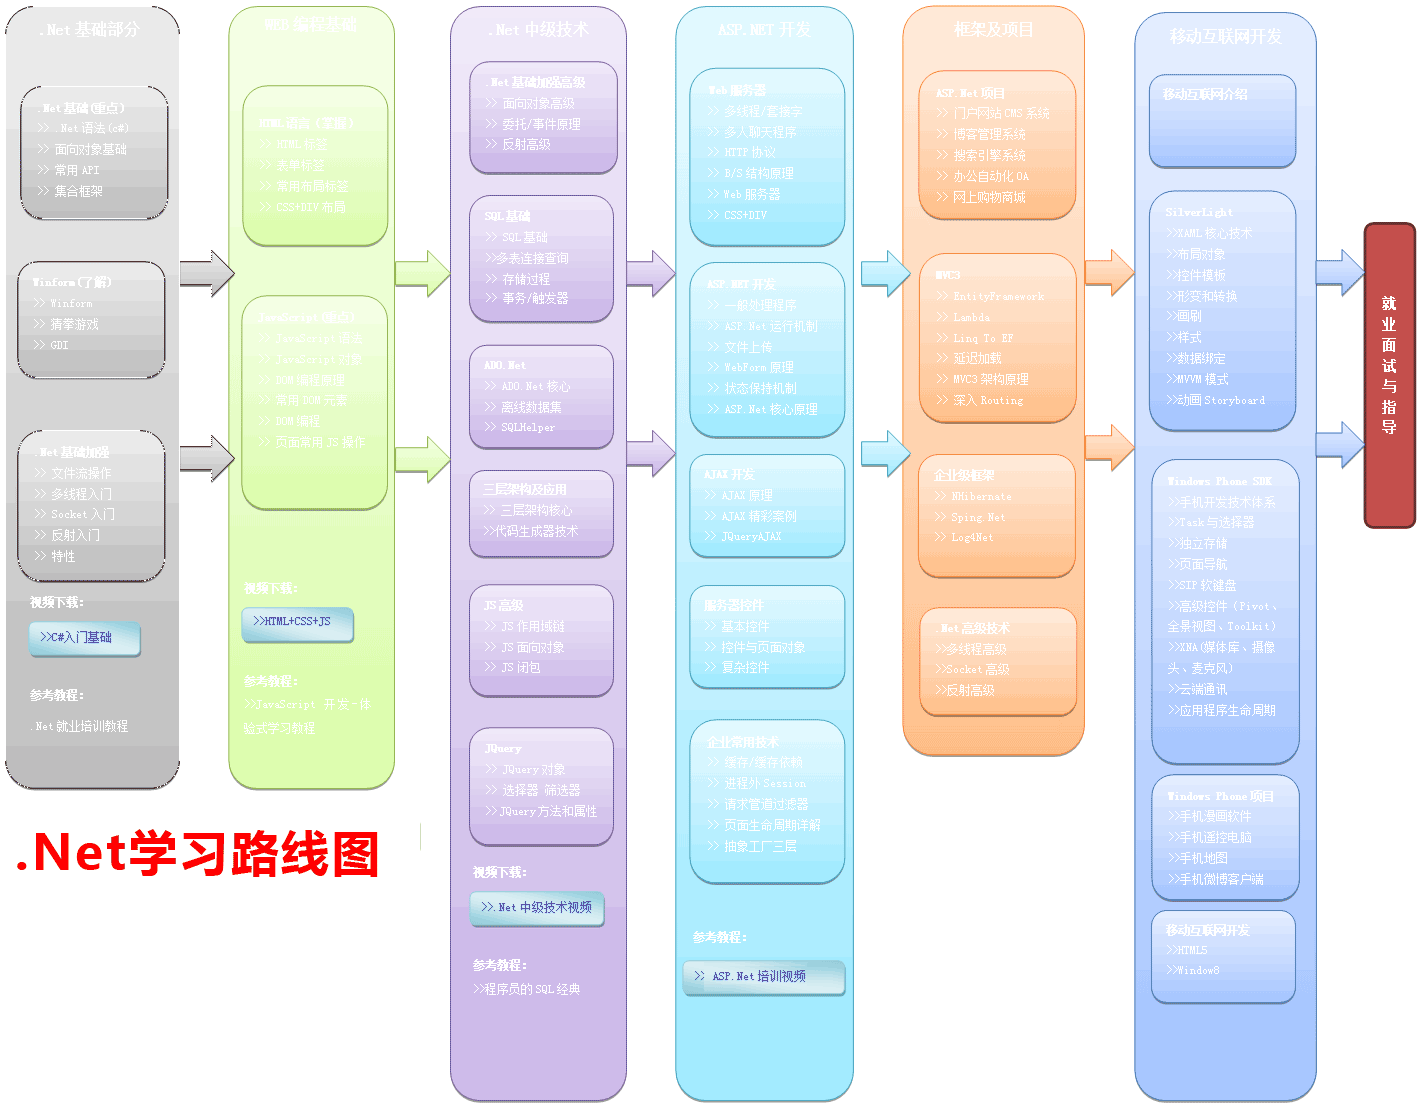 .Net 基础部分
.Net 基础(重点)
>> .Net 语法(c#)
>> 面向对象基础
>> 常用 API
>> 集合框架
Winform(了解)
>> Winform
>> 猜拳游戏
>> GDI
.Net 基础加强
>> 文件流操作
>> 多线程入门
>> Socket 入门
>> 反射入门
>> 特性
视频下载:
>>C#入门基础
参考教程:
.Net 就业培训教程
WEB 编程基础
HTML 语言(掌握)
>> HTML 标签
>> 表单标签
>> 常用布局标签
>> CSS+DIV 布局
JavaScript(重点)
>> JavaScript 语法
>> JavaScript 对象
>> DOM 编程原理
>> 常用 DOM 元素
>> DOM 编程
>> 页面常用 JS 操作
视频下载:
>>HTML+CSS+JS
参考教程:
>>JavaScript 开发-体
验式学习教程
.Net 中级技术
.Net 基础加强高级
>> 面向对象高级
>> 委托/事件原理
>> 反射高级
SQL 基础
>> SQL 基础
>>多表连接查询
>> 存储过程
>> 事务/触发器
ADO.Net
>> ADO.Net 核心
>> 离线数据集
>> SQLHelper
三层架构及应用
>> 三层架构核心
>>代码生成器技术
JS 高级
>> JS 作用域链
>> JS 面向对象
>> JS 闭包
JQuery
>> JQuery 对象
>> 选择器 筛选器
>>JQuery 方法和属性
视频下载:
>>.Net 中级技术视频
参考教程:
>>程序员的 SQL 经典
ASP.NET 开发
Web 服务器
>> 多线程/套接字
>> 多人聊天程序
>> HTTP 协议
>> B/S 结构原理
>> Web 服务器
>> CSS+DIV
ASP.NET 开发
>> 一般处理程序
>> ASP.Net 运行机制
>> 文件上传
>> WebForm 原理
>> 状态保持机制
>> ASP.Net 核心原理
AJAX 开发
>> AJAX 原理
>> AJAX 精彩案例
>> JQueryAJAX
服务器控件
>> 基本控件
>> 控件与页面对象
>> 复杂控件
企业常用技术
>> 缓存/缓存依赖
>> 进程外 Session
>> 请求管道过滤器
>> 页面生命周期详解
>> 抽象工厂三层
参考教程:
>> ASP.Net 培训视频
框架及项目
ASP.Net 项目
>> 门户网站 CMS 系统
>> 博客管理系统
>> 搜索引擎系统
>> 办公自动化 OA
>> 网上购物商城
MVC3
>> EntityFramework
>> Lambda
>> Linq To EF
>> 延迟加载
>> MVC3 架构原理
>> 深入 Routing
企业级框架
>> NHibernate
>> Sping.Net
>> Log4Net
.Net 高级技术
>>多线程高级
>>Socket 高级
>>反射高级
移动互联网开发
移动互联网介绍
SilverLight
>>XAML 核心技术
>>布局对象
>>控件模板
>>形变和转换
>>画刷
>>样式
>>数据绑定
>>MVVM 模式
>>动画 Storyboard
Windows Phone SDK
>>手机开发技术体系
>>Task 与选择器
>>独立存储
>>页面导航
>>SIP 软键盘
>>高级控件（Pivot、
全景视图、Toolkit）
>>XNA(媒体库、摄像
头、麦克风)
>>云端通讯
>>应用程序生命周期
Windows Phone 项目
>>手机漫画软件
>>手机遥控电脑
>>手机地图
>>手机微博客户端
移动互联网开发
>>HTML5
>>Window8
就业面试与指导
.Net学习路线图